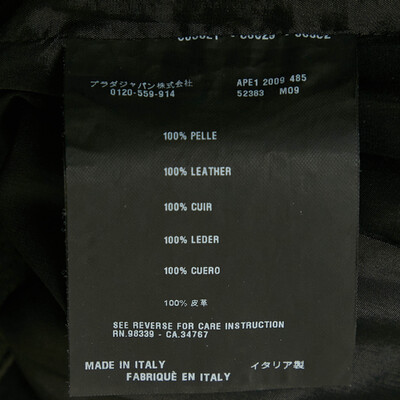 プラダジャパン株式会社 APE1 2009 485
0120-559-914 52383 M09
100% PELLE
100% LEATHER
100% CUIR
100% LEDER
100% CUERO
100% 皮革
SEE REVERSE FOR CARE INSTRUCTION
RN.98339 - CA.34767
MADE IN ITALY イタリア製
FABRIQUÈ EN ITALY